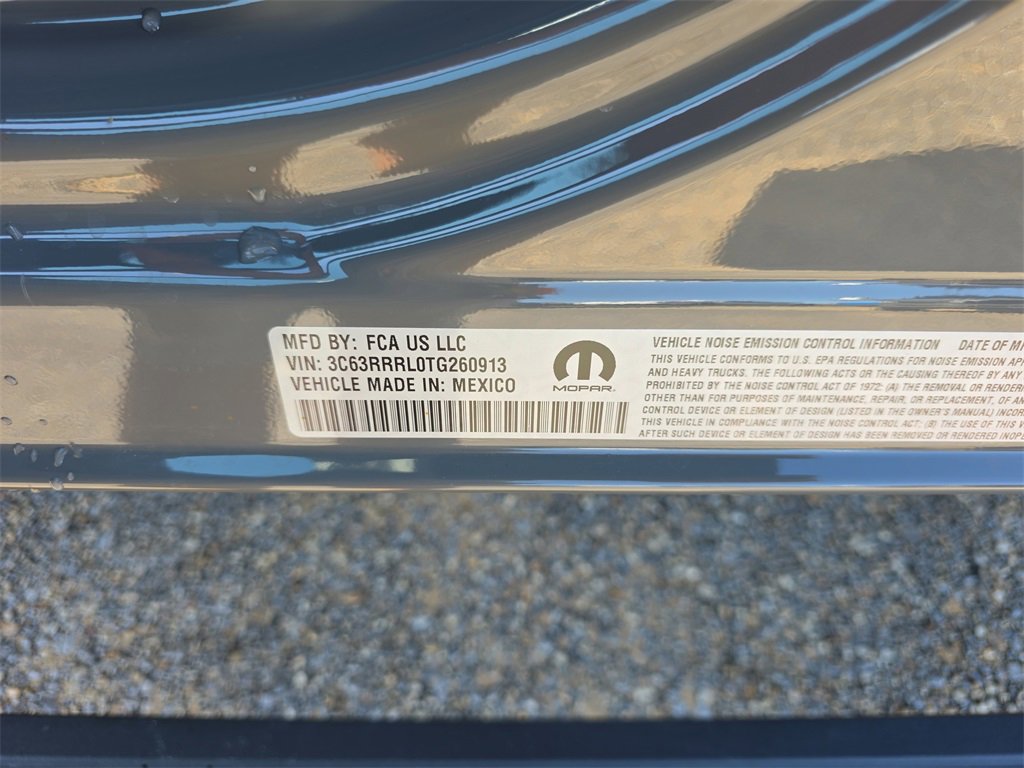 MFD BY: FCA US LLC
VIN: 3C63RRRL0TG260913
VEHICLE MADE IN: MEXICO
MOPAR
VEHICLE NOISE EMISSION CONTROL INFORMATION DATE OF
THIS VEHICLE CONFORMS TO U.S. EPA REGULATIONS FOR NOISE EMISSION
AND HEAVY TRUCKS. THE FOLLOWING ACTS OR THE CAUSING THEREOF BY ANY
PROHIBITED BY THE NOISE CONTROL ACT OF 1972: (A) THE REMOVAL OR
OTHER THAN FOR PURPOSES OF MAINTENANCE, REPAIR, OR REPLACEMENT, OF
CONTROL DEVICE OR ELEMENT OF DESIGN (LISTED IN THE OWNER'S MANUAL)
THIS VEHICLE IN COMPLIANCE WITH THE NOISE CONTROL ACT; (B) THE USE OF THIS
AFTER SUCH DEVICE OR ELEMENT OF DESIGN HAS BEEN REMOVED OR RENDERED